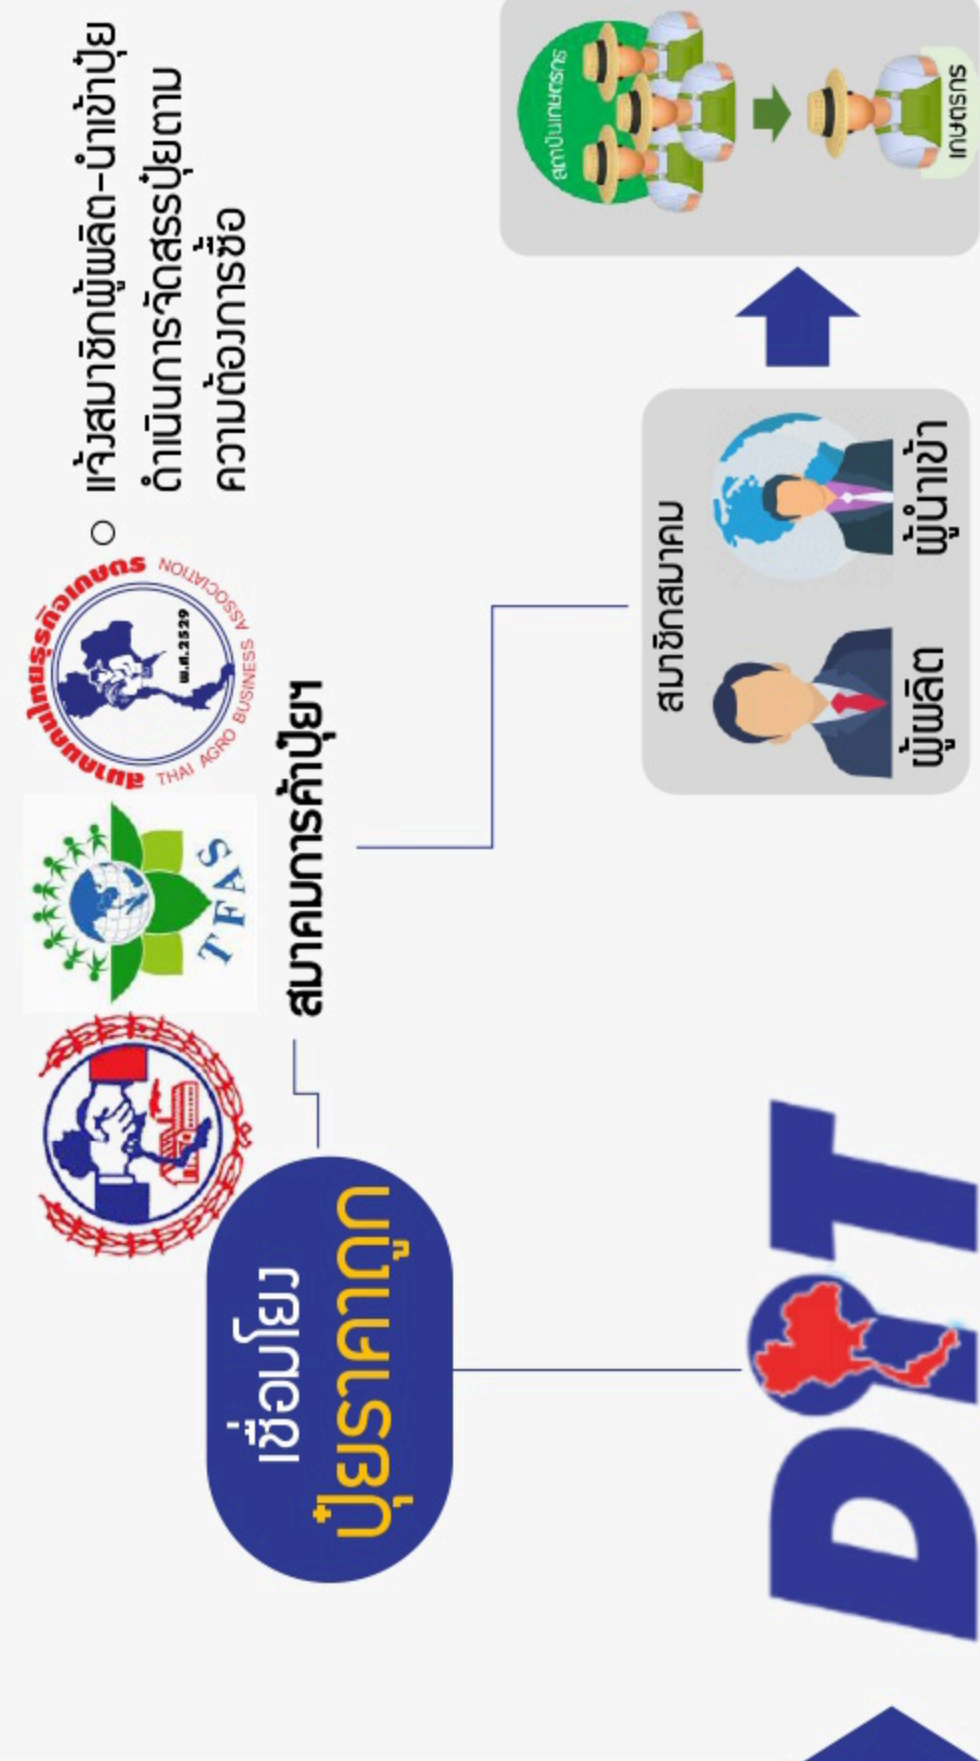 สมาคมไทยธุรกิจเกษตร
THAI AGRO BUSINESS ASSOCIATION
พ.ศ.2529
TFAS
แจ้งสมาชิกผู้ผลิต-นำเข้าปุ๋ย
ดำเนินการจัดสรรปุ๋ยตาม
ความต้องการซื้อ
เชื่อมโยง
ปุ๋ยราคาถูก
สมาคมการค้าปุ๋ยฯ
สมาชิกสมาคม
ผู้ผลิต
ผู้นำเข้า
สถาบันเกษตรกร
เกษตรกร
DIT